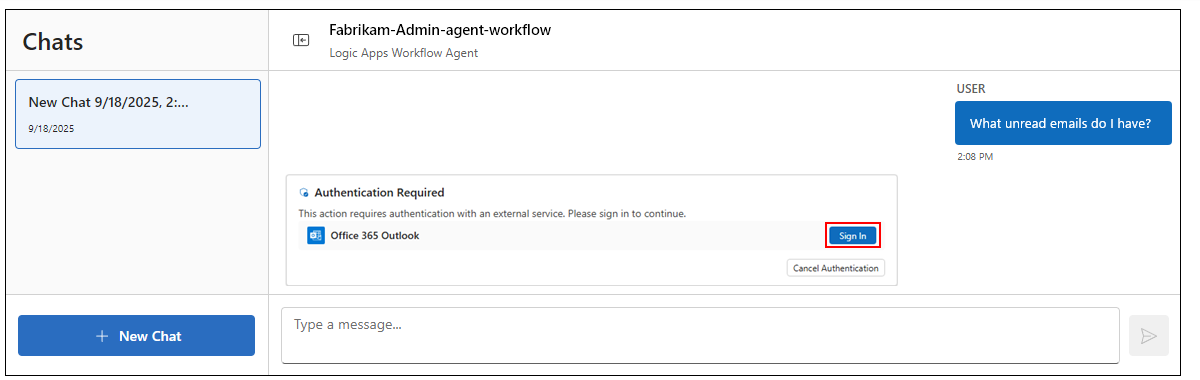 Chats
New Chat 9/18/2025, 2:...
9/18/2025
+ New Chat
Fabrikam-Admin-agent-workflow
Logic Apps Workflow Agent
USER
What unread emails do I have?
2:08 PM
Authentication Required
This action requires authentication with an external service. Please sign in to continue.
Office 365 Outlook
Sign In
Cancel Authentication
Type a message...